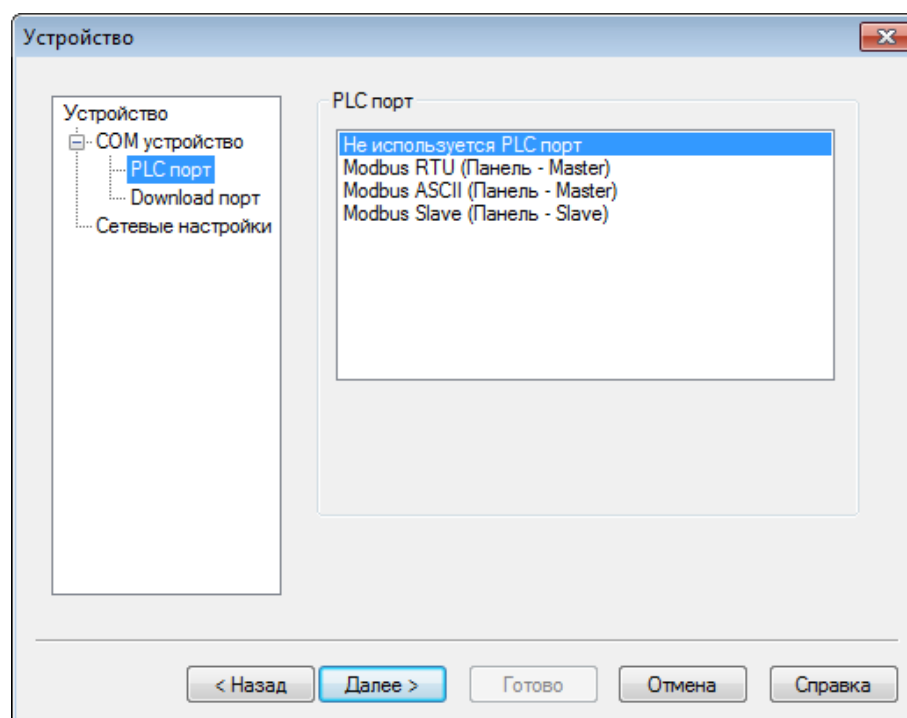 Устройство
Устройство
COM устройство
PLC порт
Download порт
Сетевые настройки
PLC порт
Не используется PLC порт
Modbus RTU (Панель - Master)
Modbus ASCII (Панель - Master)
Modbus Slave (Панель - Slave)
< Назад
Далее >
Готово
Отмена
Справка